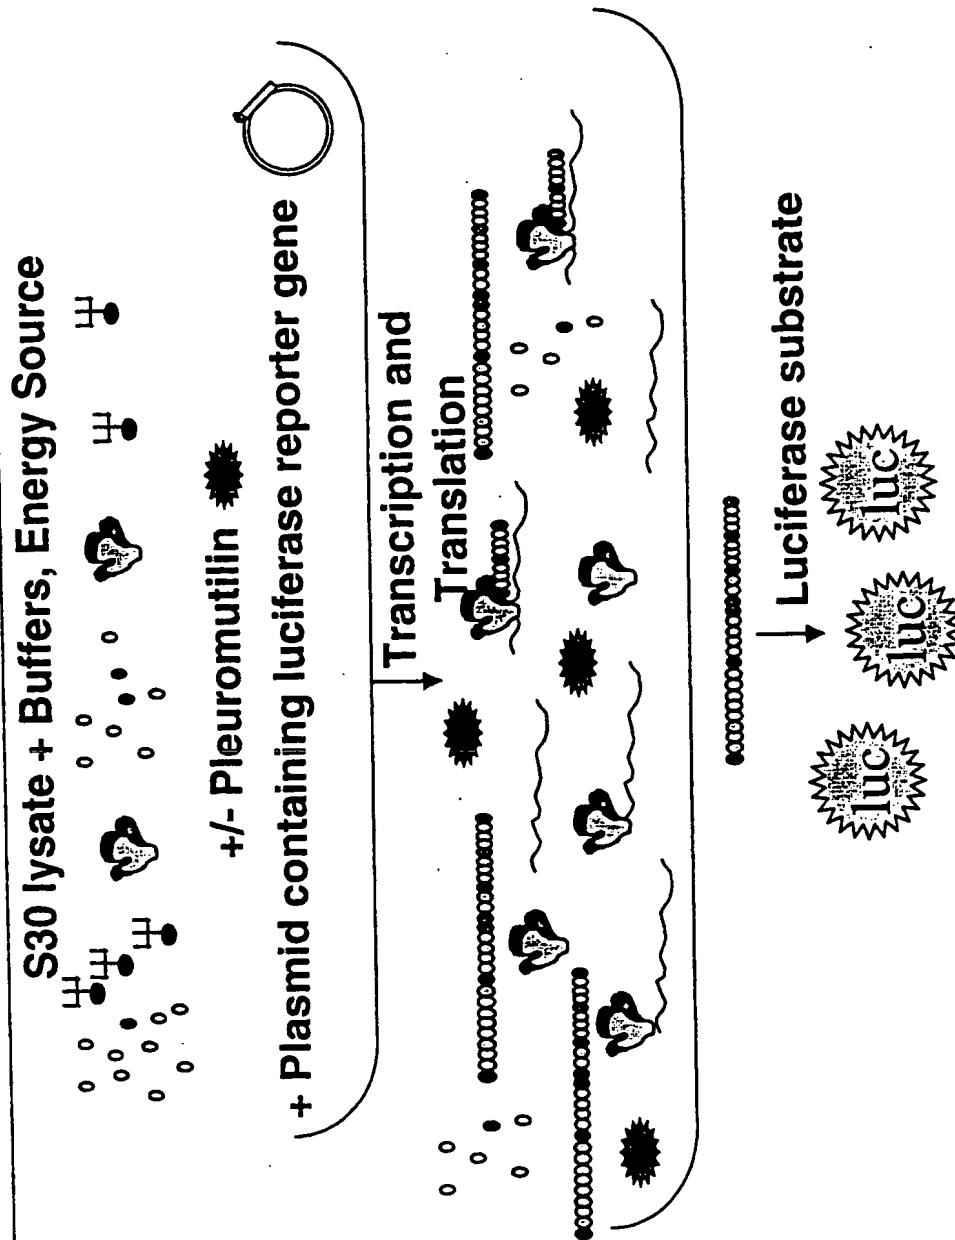 S30 lysate + Buffers, Energy Source
+/- Pleuromutilin
+ Plasmid containing luciferase reporter gene
Transcription and
Translation
Luciferase substrate
luc
luc
luc